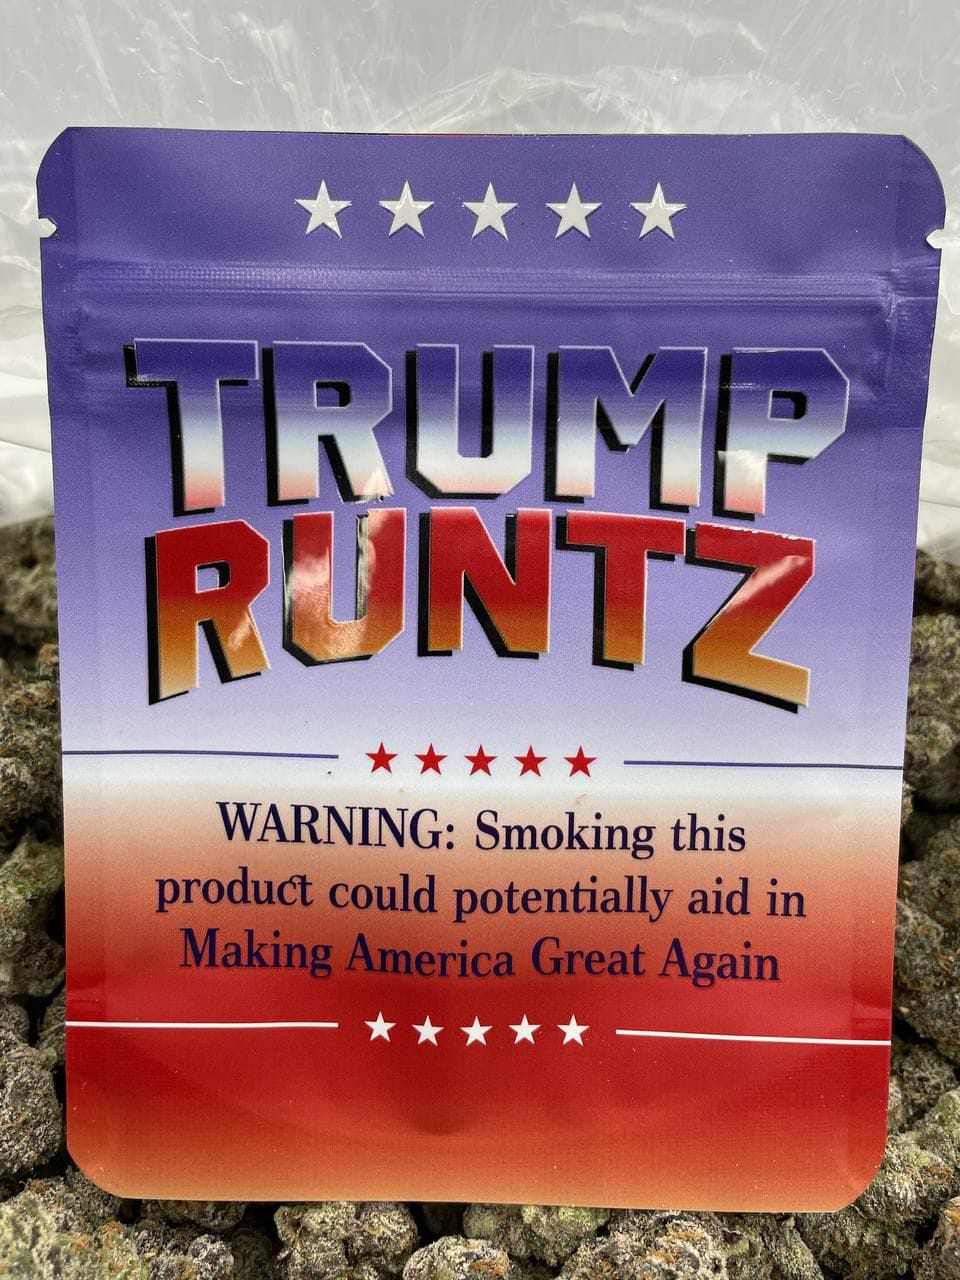 TRUMP
RUNTZ
WARNING: Smoking this
product could potentially aid in
Making America Great Again